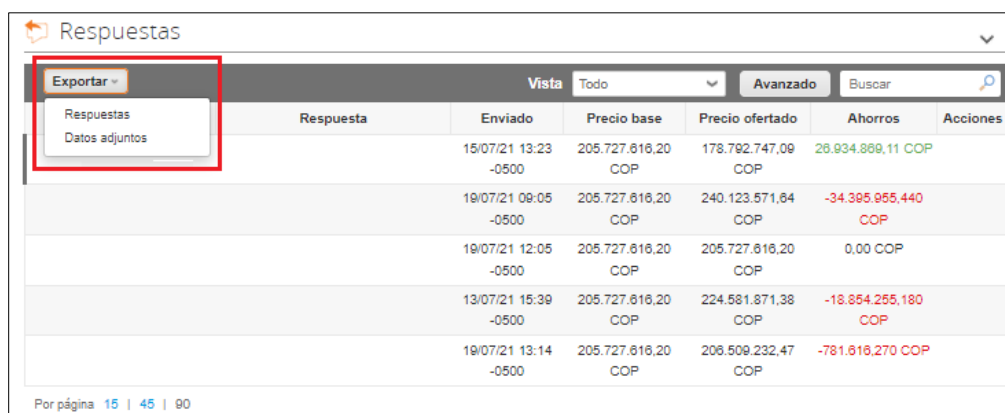 Respuestas
Exportar Vista Todo Avanzado Buscar
Respuestas
Datos adjuntos
Respuesta Enviado Precio base Precio ofertado Ahorros Acciones
15/07/21 13:23 205.727.616,20 178.792.747,09 26.934.869,11 COP
-0500 COP COP
19/07/21 09:05 205.727.616,20 240.123.571,64 -34.395.955,440
-0500 COP COP COP
19/07/21 12:05 205.727.616,20 205.727.616,20 0,00 COP
-0500 COP COP
13/07/21 15:39 205.727.616,20 224.581.871,38 -18.854.255,180
-0500 COP COP COP
19/07/21 13:14 205.727.616,20 206.509.232,47 -781.616,270 COP
-0500 COP COP
Por página 15 | 45 | 90